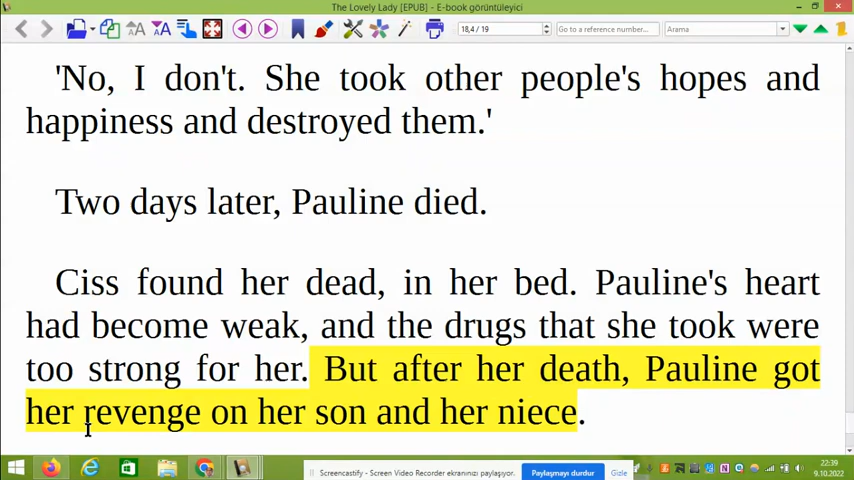 The Lovely Lady [EPUB] - E-book görüntüleyici
18,4 / 19
Go to a reference number...
Arama
'No, I don't. She took other people's hopes and
happiness and destroyed them.'
Two days later, Pauline died.
Ciss found her dead, in her bed. Pauline's heart
had become weak, and the drugs that she took were
too strong for her. But after her death, Pauline got
her revenge on her son and her niece.
Screencastify - Screen Video Recorder ekranınızı paylaşıyor.
Paylaşmayı durdur
Gizle
22:39
9.10.2022